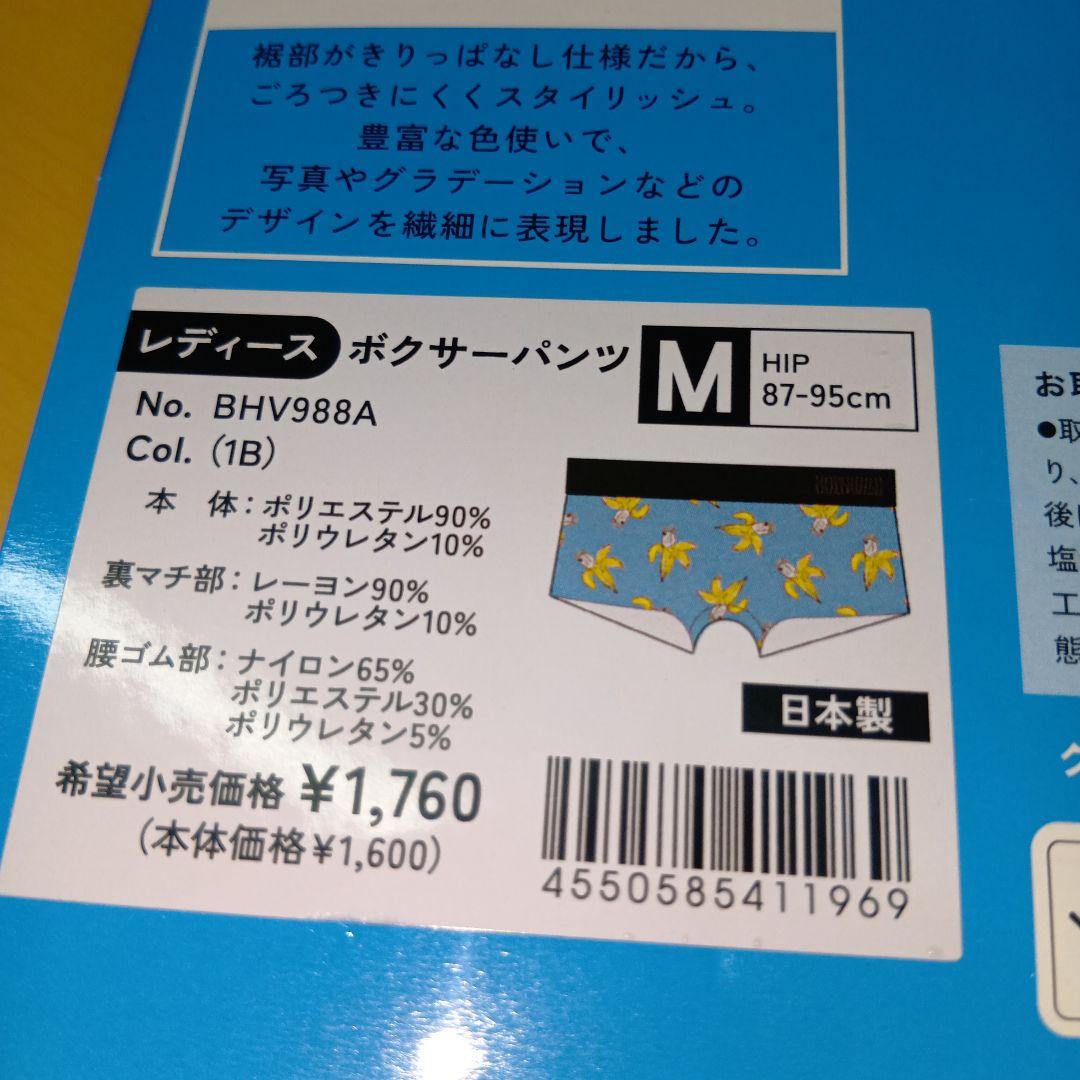 裾部がきりっぱなし仕様だから、
ごろつきにくくスタイリッシュ。
豊富な色使いで、
写真やグラデーションなどの
デザインを繊細に表現しました。
レディース ボクサーパンツ
M HIP
87-95cm
No. BHV988A
Col. (1B)
本 体：ポリエステル90%
ポリウレタン10%
裏マチ部：レーヨン90%
ポリウレタン10%
腰ゴム部：ナイロン65%
ポリエステル30%
ポリウレタン5%
日本製
希望小売価格 ¥1,760
(本体価格¥1,600)
4550585411969
●取
り、
塩
工
態